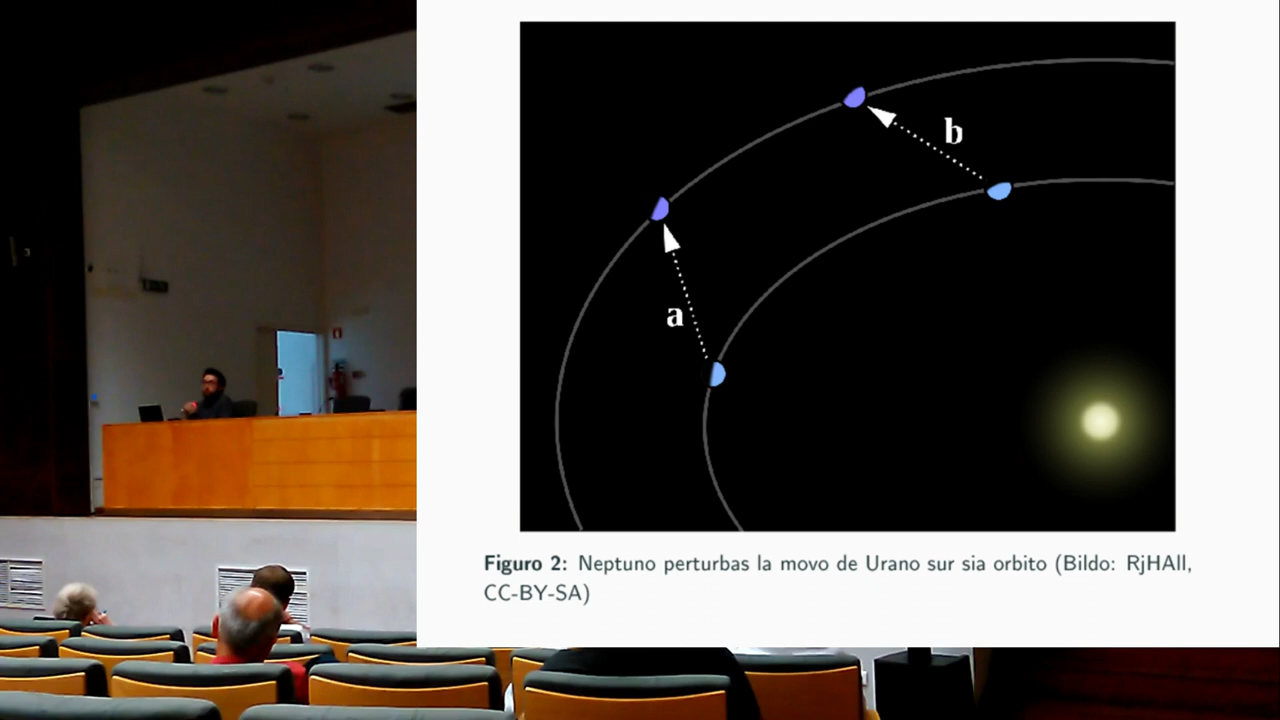 b
a
Figuro 2: Neptuno perturbas la movo de Urano sur sia orbito (Bildo: RjHAll,
CC-BY-SA)